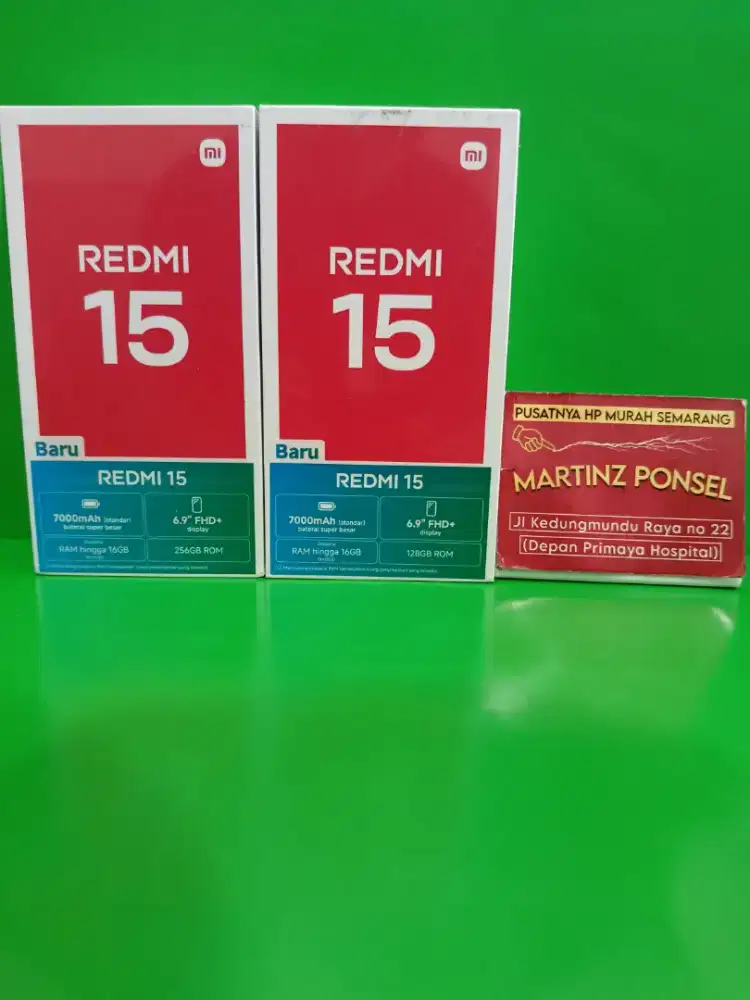 mi
REDMI
15
Baru
REDMI 15
7000mAh (standar)
baterai super besar
6.9" FHD+
display
RAM hingga 16GB
256GB ROM
mi
REDMI
15
Baru
REDMI 15
7000mAh (standar)
baterai super besar
6.9" FHD+
display
RAM hingga 16GB
128GB ROM
PUSATNYA HP MURAH SEMARANG
MARTINZ PONSEL
Jl Kedungmundu Raya no 22
(Depan Primaya Hospital)